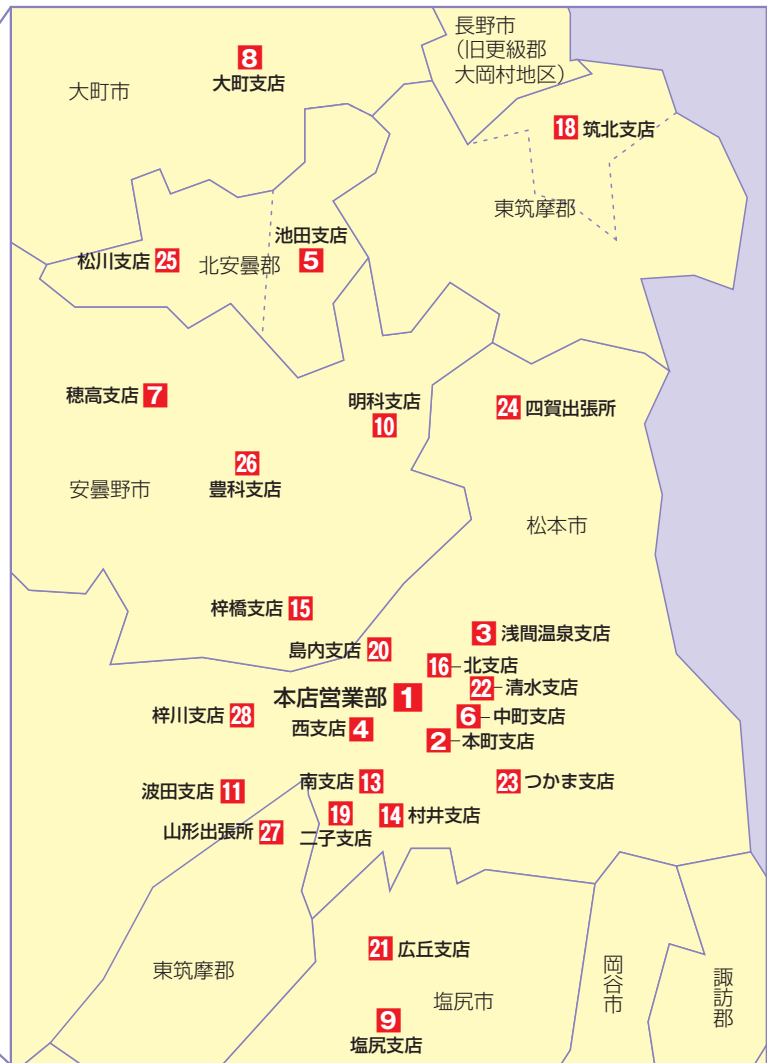 長野市
（旧更級郡
大岡村地区）
8
大町支店
大町市
18 筑北支店
東筑摩郡
池田支店
5
松川支店 25
北安曇郡
穂高支店 7
明科支店
10
24 四賀出張所
26
豊科支店
安曇野市
松本市
梓橋支店 15
3 浅間温泉支店
島内支店 20
16 北支店
22 清水支店
本店営業部 1
梓川支店 28
6 中町支店
西支店 4
2 本町支店
波田支店 11
南支店 13
23 つかま支店
19
二子支店
14 村井支店
山形出張所 27
21 広丘支店
東筑摩郡
塩尻市
岡谷市
諏訪郡
9
塩尻支店